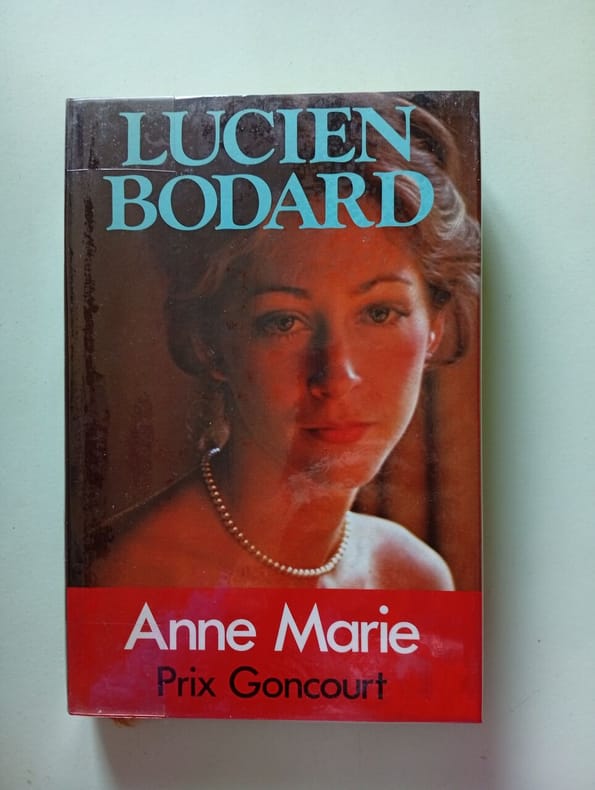 LUCIEN
BODARD
Anne Marie
Prix Goncourt